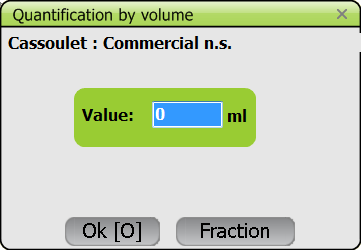 Quantification by volume
Cassoulet : Commercial n.s.
Value: 0 ml
Ok [O] Fraction